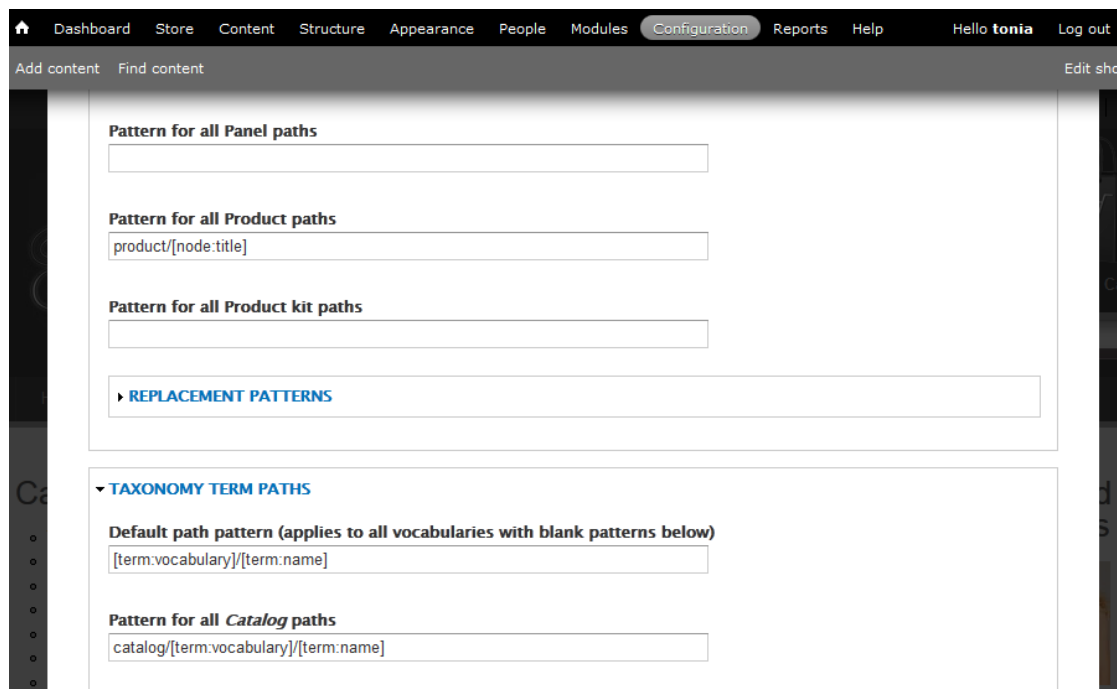 Dashboard Store Content Structure Appearance People Modules Configuration Reports Help Hello tonia Log out
Add content Find content Edit sho
Pattern for all Panel paths
Pattern for all Product paths
product/[node:title]
Pattern for all Product kit paths
REPLACEMENT PATTERNS
TAXONOMY TERM PATHS
Default path pattern (applies to all vocabularies with blank patterns below)
[term:vocabulary]/[term:name]
Pattern for all Catalog paths
catalog/[term:vocabulary]/[term:name]